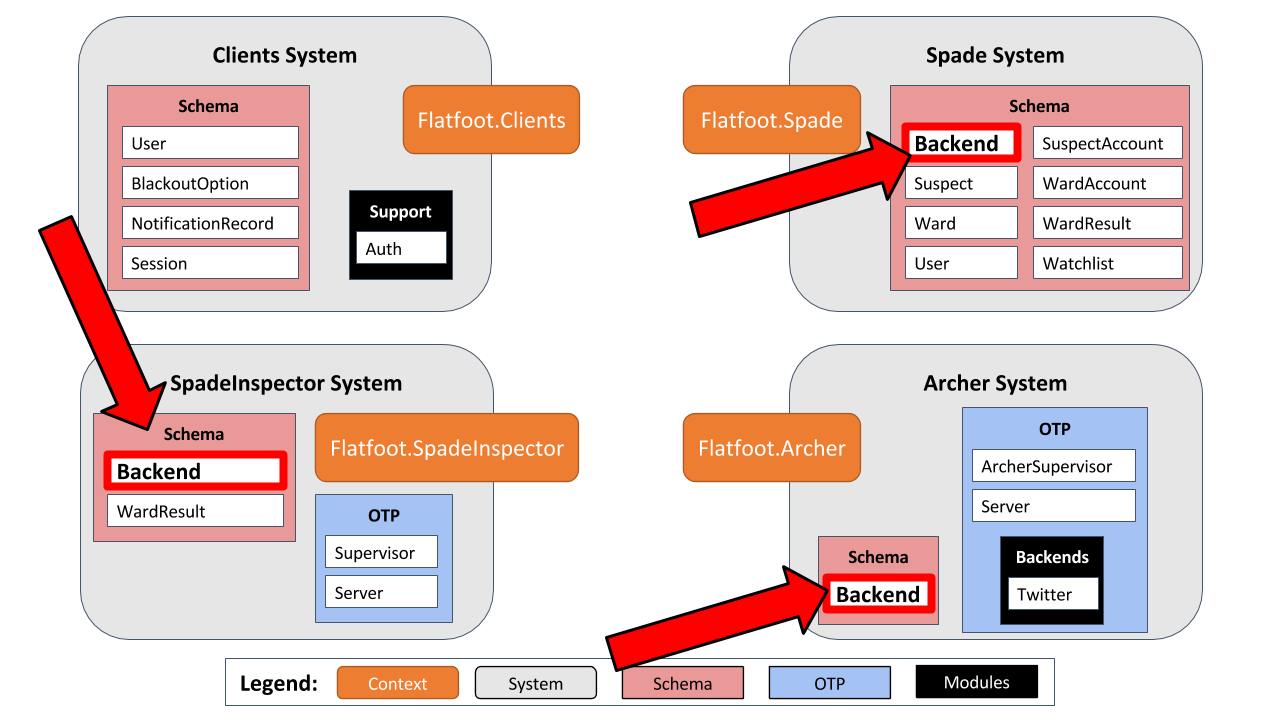 Clients System
Schema
User
BlackoutOption
NotificationRecord
Session
Flatfoot.Clients
Support
Auth
Spade System
Flatfoot.Spade
Schema
Backend
SuspectAccount
Suspect
WardAccount
Ward
WardResult
User
Watchlist
SpadeInspector System
Schema
Backend
WardResult
Flatfoot.SpadeInspector
OTP
Supervisor
Server
Archer System
Flatfoot.Archer
OTP
ArcherSupervisor
Server
Backends
Twitter
Schema
Backend
Legend:
Context
System
Schema
OTP
Modules